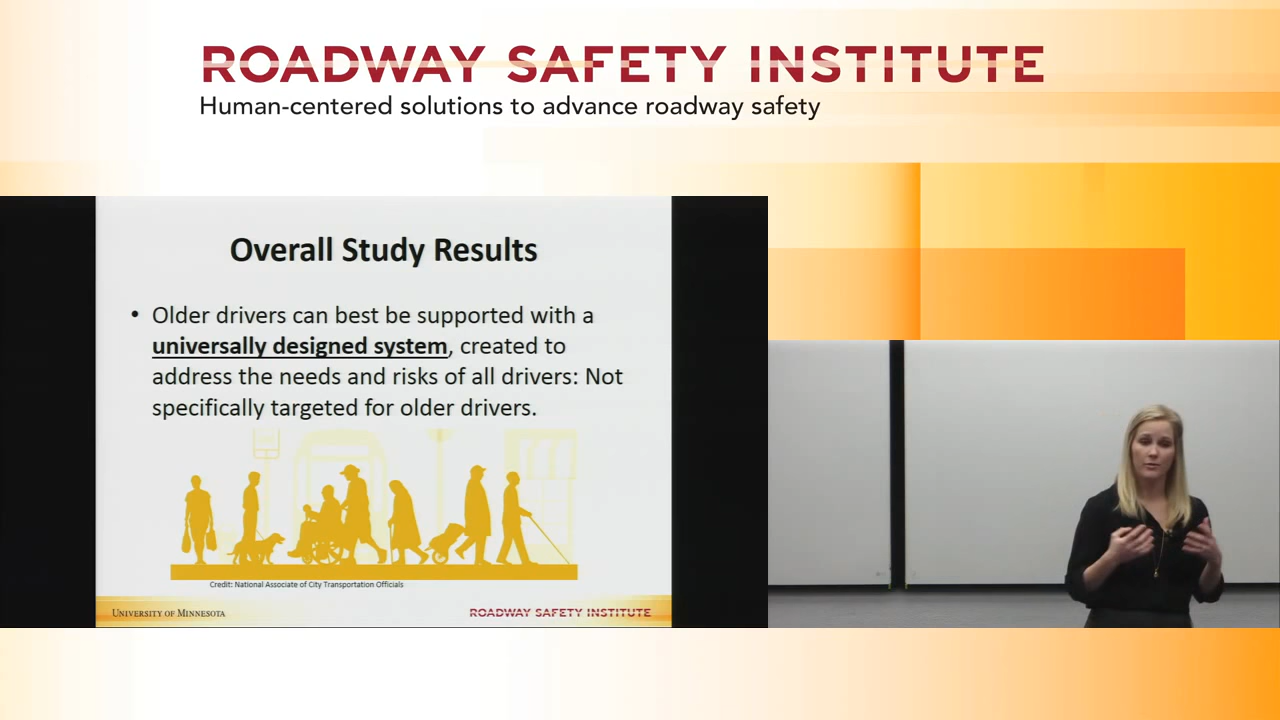 ROADWAY SAFETY INSTITUTE
Human-centered solutions to advance roadway safety
Overall Study Results
• Older drivers can best be supported with a
universally designed system, created to
address the needs and risks of all drivers: Not
specifically targeted for older drivers.
Credit: National Associate of City Transportation Officials
UNIVERSITY OF MINNESOTA
ROADWAY SAFETY INSTITUTE